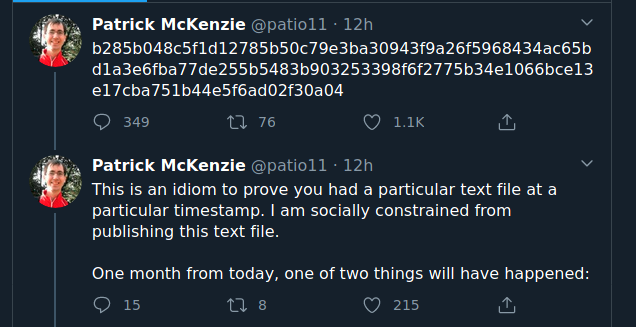 Patrick McKenzie @patio11 · 12h
b285b048c5f1d12785b50c79e3ba30943f9a26f5968434ac65b
d1a3e6fba77de255b5483b903253398f6f2775b34e1066bce13
e17cba751b44e5f6ad02f30a04
349 76 1.1K
Patrick McKenzie @patio11 · 12h
This is an idiom to prove you had a particular text file at a
particular timestamp. I am socially constrained from
publishing this text file.
One month from today, one of two things will have happened:
15 8 215